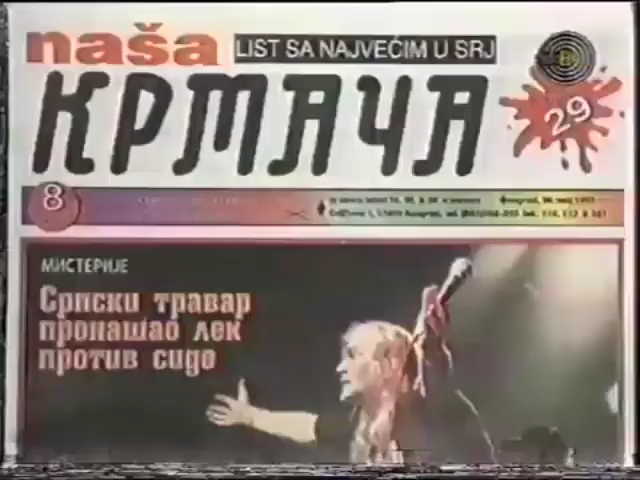 naša
LIST SA NAJVEĆIM U SRJ
КРМАЧА
29
8
МИСТЕРИЈЕ
Српски травар
пронашао лек
против сиде